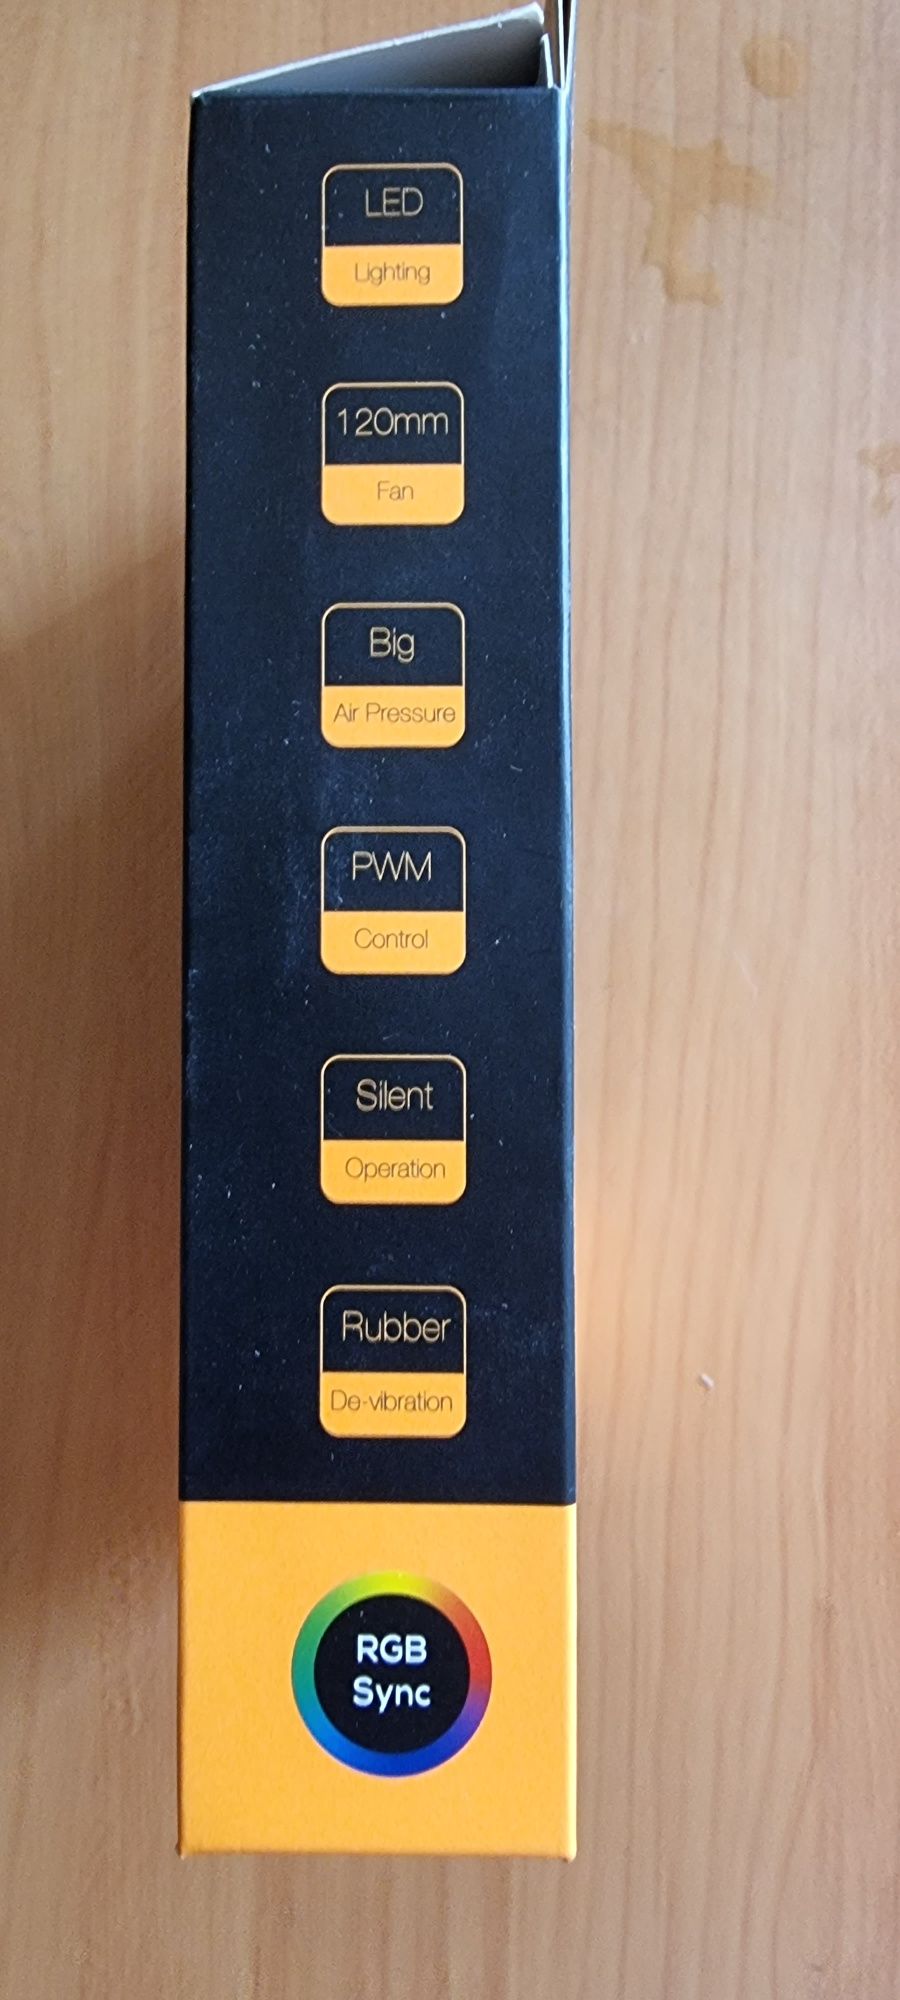 LED
Lighting
120mm
Fan
Big
Air Pressure
PWM
Control
Silent
Operation
Rubber
De-vibration
RGB
Sync